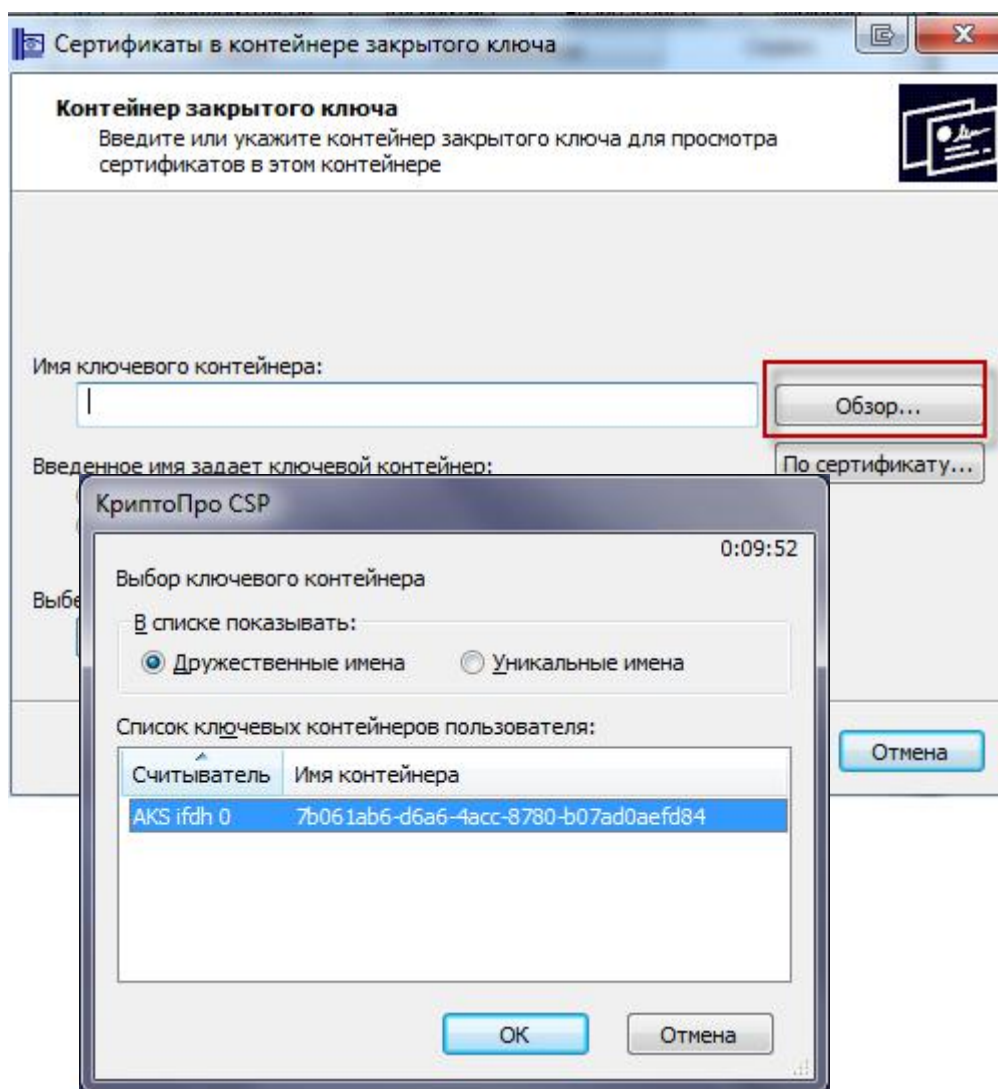 Сертификаты в контейнере закрытого ключа
Контейнер закрытого ключа
Введите или укажите контейнер закрытого ключа для просмотра
сертификатов в этом контейнере
Имя ключевого контейнера:
Обзор...
Введенное имя задает ключевой контейнер:
По сертификату...
КриптоПро CSP
0:09:52
Выбор ключевого контейнера
В списке показывать:
Дружественные имена
Уникальные имена
Список ключевых контейнеров пользователя:
Считыватель Имя контейнера
AKS ifdh 0 7b061ab6-d6a6-4acc-8780-b07ad0aefd84
Отмена
OK
Отмена